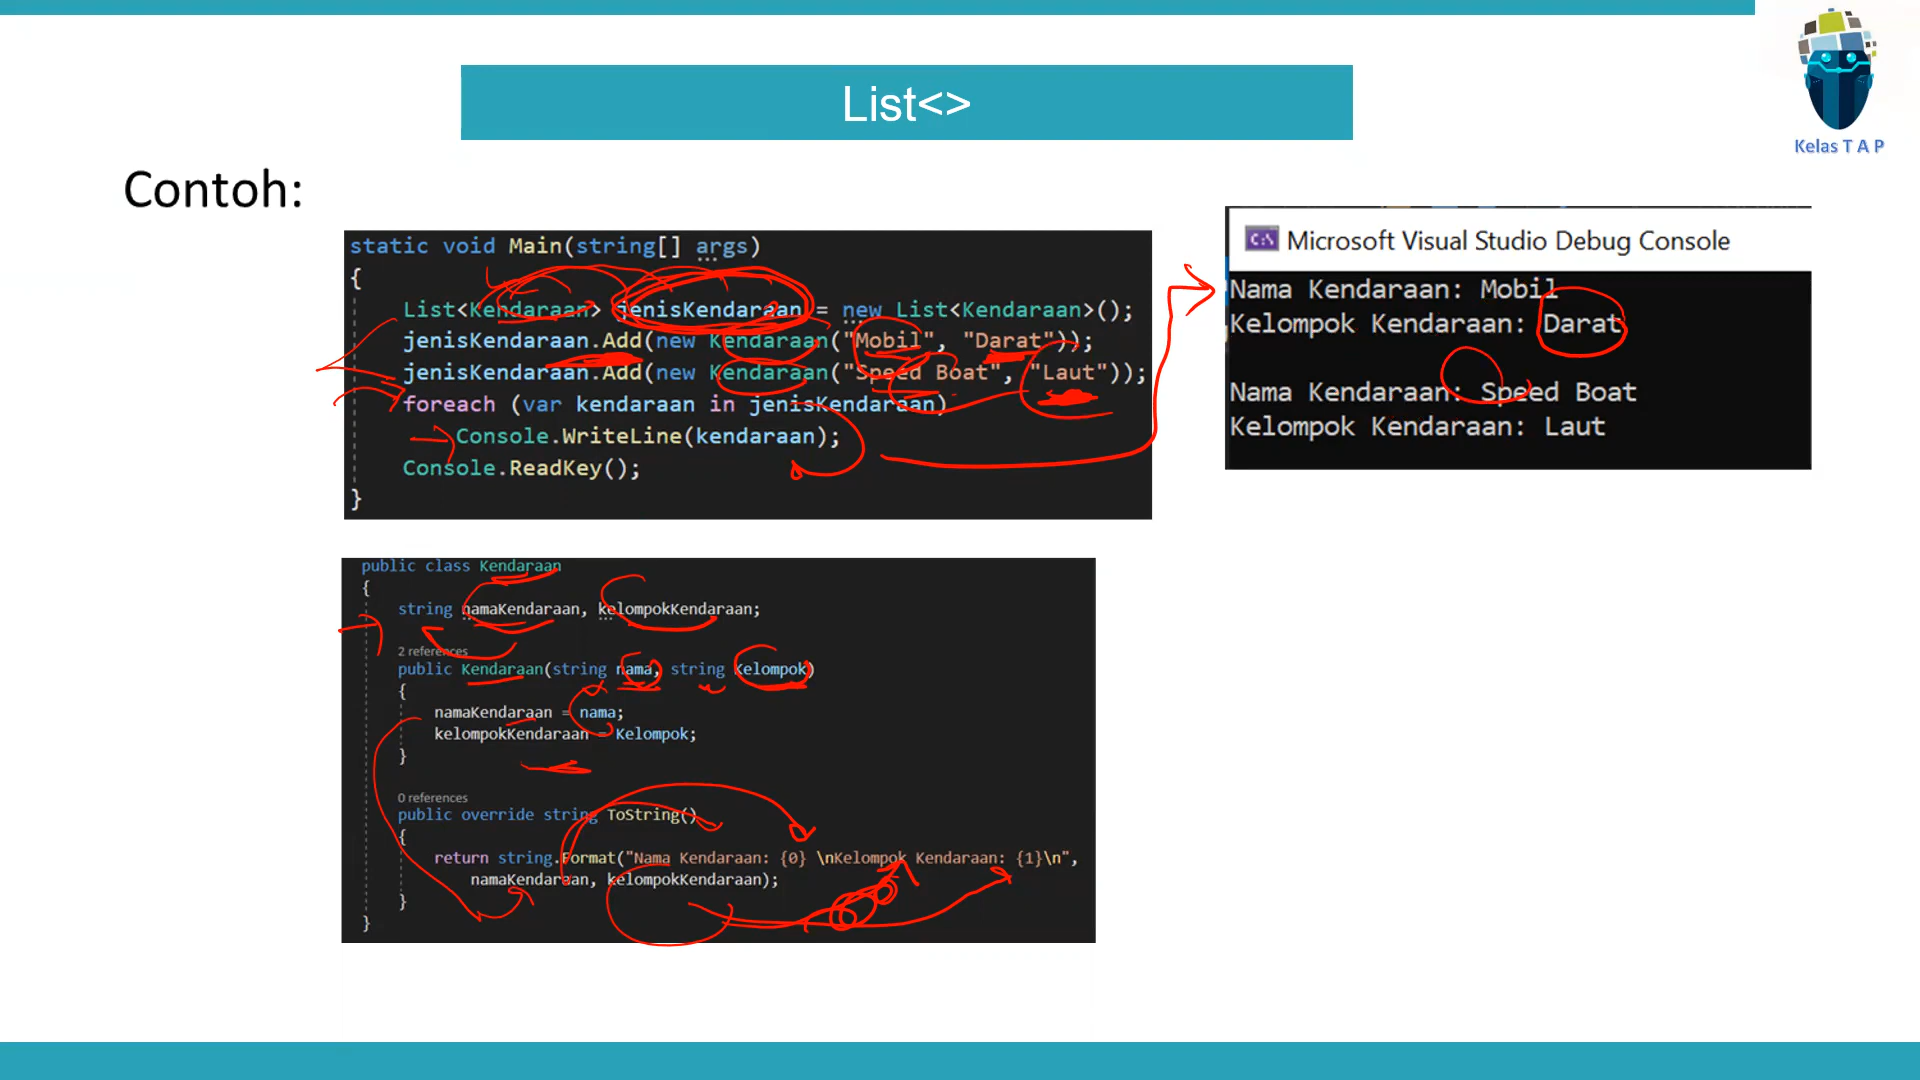 List<>
Kelas T A P
Contoh:
static void Main(string[] args)
{
List<Kendaraan> jenisKendaraan = new List<Kendaraan>();
jenisKendaraan.Add(new Kendaraan("Mobil", "Darat"));
jenisKendaraan.Add(new Kendaraan("Speed Boat", "Laut"));
foreach (var kendaraan in jenisKendaraan)
Console.WriteLine(kendaraan);
Console.ReadKey();
}
C:\ Microsoft Visual Studio Debug Console
Nama Kendaraan: Mobil
Kelompok Kendaraan: Darat
Nama Kendaraan: Speed Boat
Kelompok Kendaraan: Laut
public class Kendaraan
{
string namaKendaraan, kelompokKendaraan;
2 references
public Kendaraan(string nama, string Kelompok)
{
namaKendaraan = nama;
kelompokKendaraan = Kelompok;
}
0 references
public override string ToString()
{
return string.Format("Nama Kendaraan: {0} \nKelompok Kendaraan: {1}\n",
namaKendaraan, kelompokKendaraan);
}
}